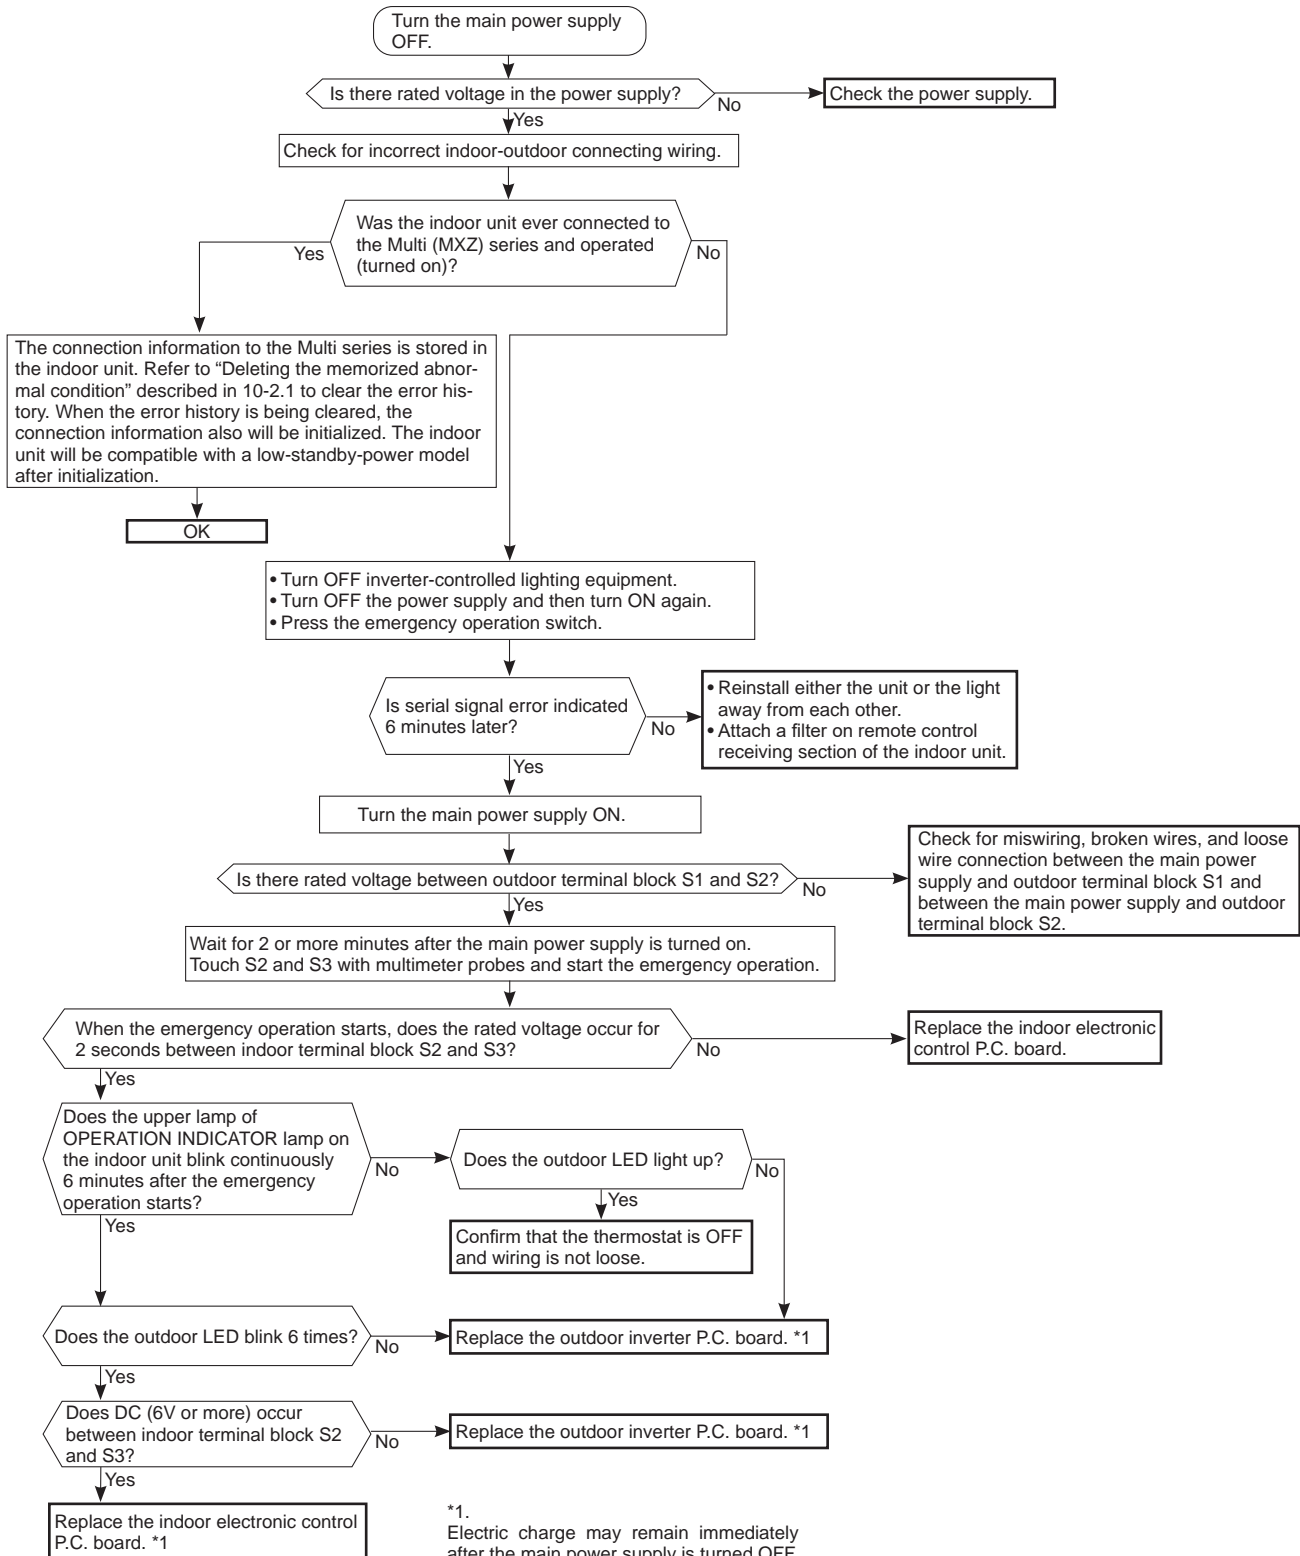 Turn the main power supply
OFF.
Is there rated voltage in the power supply?
No
Check the power supply.
Yes
Check for incorrect indoor-outdoor connecting wiring.
Was the indoor unit ever connected to
the Multi (MXZ) series and operated
(turned on)?
Yes
No
The connection information to the Multi series is stored in
the indoor unit. Refer to “Deleting the memorized abnor-
mal condition” described in 10-2.1 to clear the error his-
tory. When the error history is being cleared, the
connection information also will be initialized. The indoor
unit will be compatible with a low-standby-power model
after initialization.
OK
• Turn OFF inverter-controlled lighting equipment.
• Turn OFF the power supply and then turn ON again.
• Press the emergency operation switch.
Is serial signal error indicated
6 minutes later?
No
• Reinstall either the unit or the light
away from each other.
• Attach a filter on remote control
receiving section of the indoor unit.
Yes
Turn the main power supply ON.
Is there rated voltage between outdoor terminal block S1 and S2?
No
Check for miswiring, broken wires, and loose
wire connection between the main power
supply and outdoor terminal block S1 and
between the main power supply and outdoor
terminal block S2.
Yes
Wait for 2 or more minutes after the main power supply is turned on.
Touch S2 and S3 with multimeter probes and start the emergency operation.
When the emergency operation starts, does the rated voltage occur for
2 seconds between indoor terminal block S2 and S3?
No
Replace the indoor electronic
control P.C. board.
Yes
Does the upper lamp of
OPERATION INDICATOR lamp on
the indoor unit blink continuously
6 minutes after the emergency
operation starts?
No
Does the outdoor LED light up?
No
Yes
Confirm that the thermostat is OFF
and wiring is not loose.
Yes
Does the outdoor LED blink 6 times?
No
Replace the outdoor inverter P.C. board. *1
Yes
Does DC (6V or more) occur
between indoor terminal block S2
and S3?
No
Replace the outdoor inverter P.C. board. *1
Yes
Replace the indoor electronic control
P.C. board. *1
*1.
Electric charge may remain immediately
after the main power supply is turned OFF.